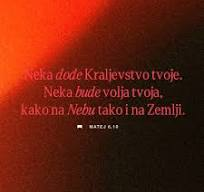 Neka dođe Kraljevstvo tvoje.
Neka bude volja tvoja,
kako na Nebu tako i na Zemlji.
MATEJ 6.10